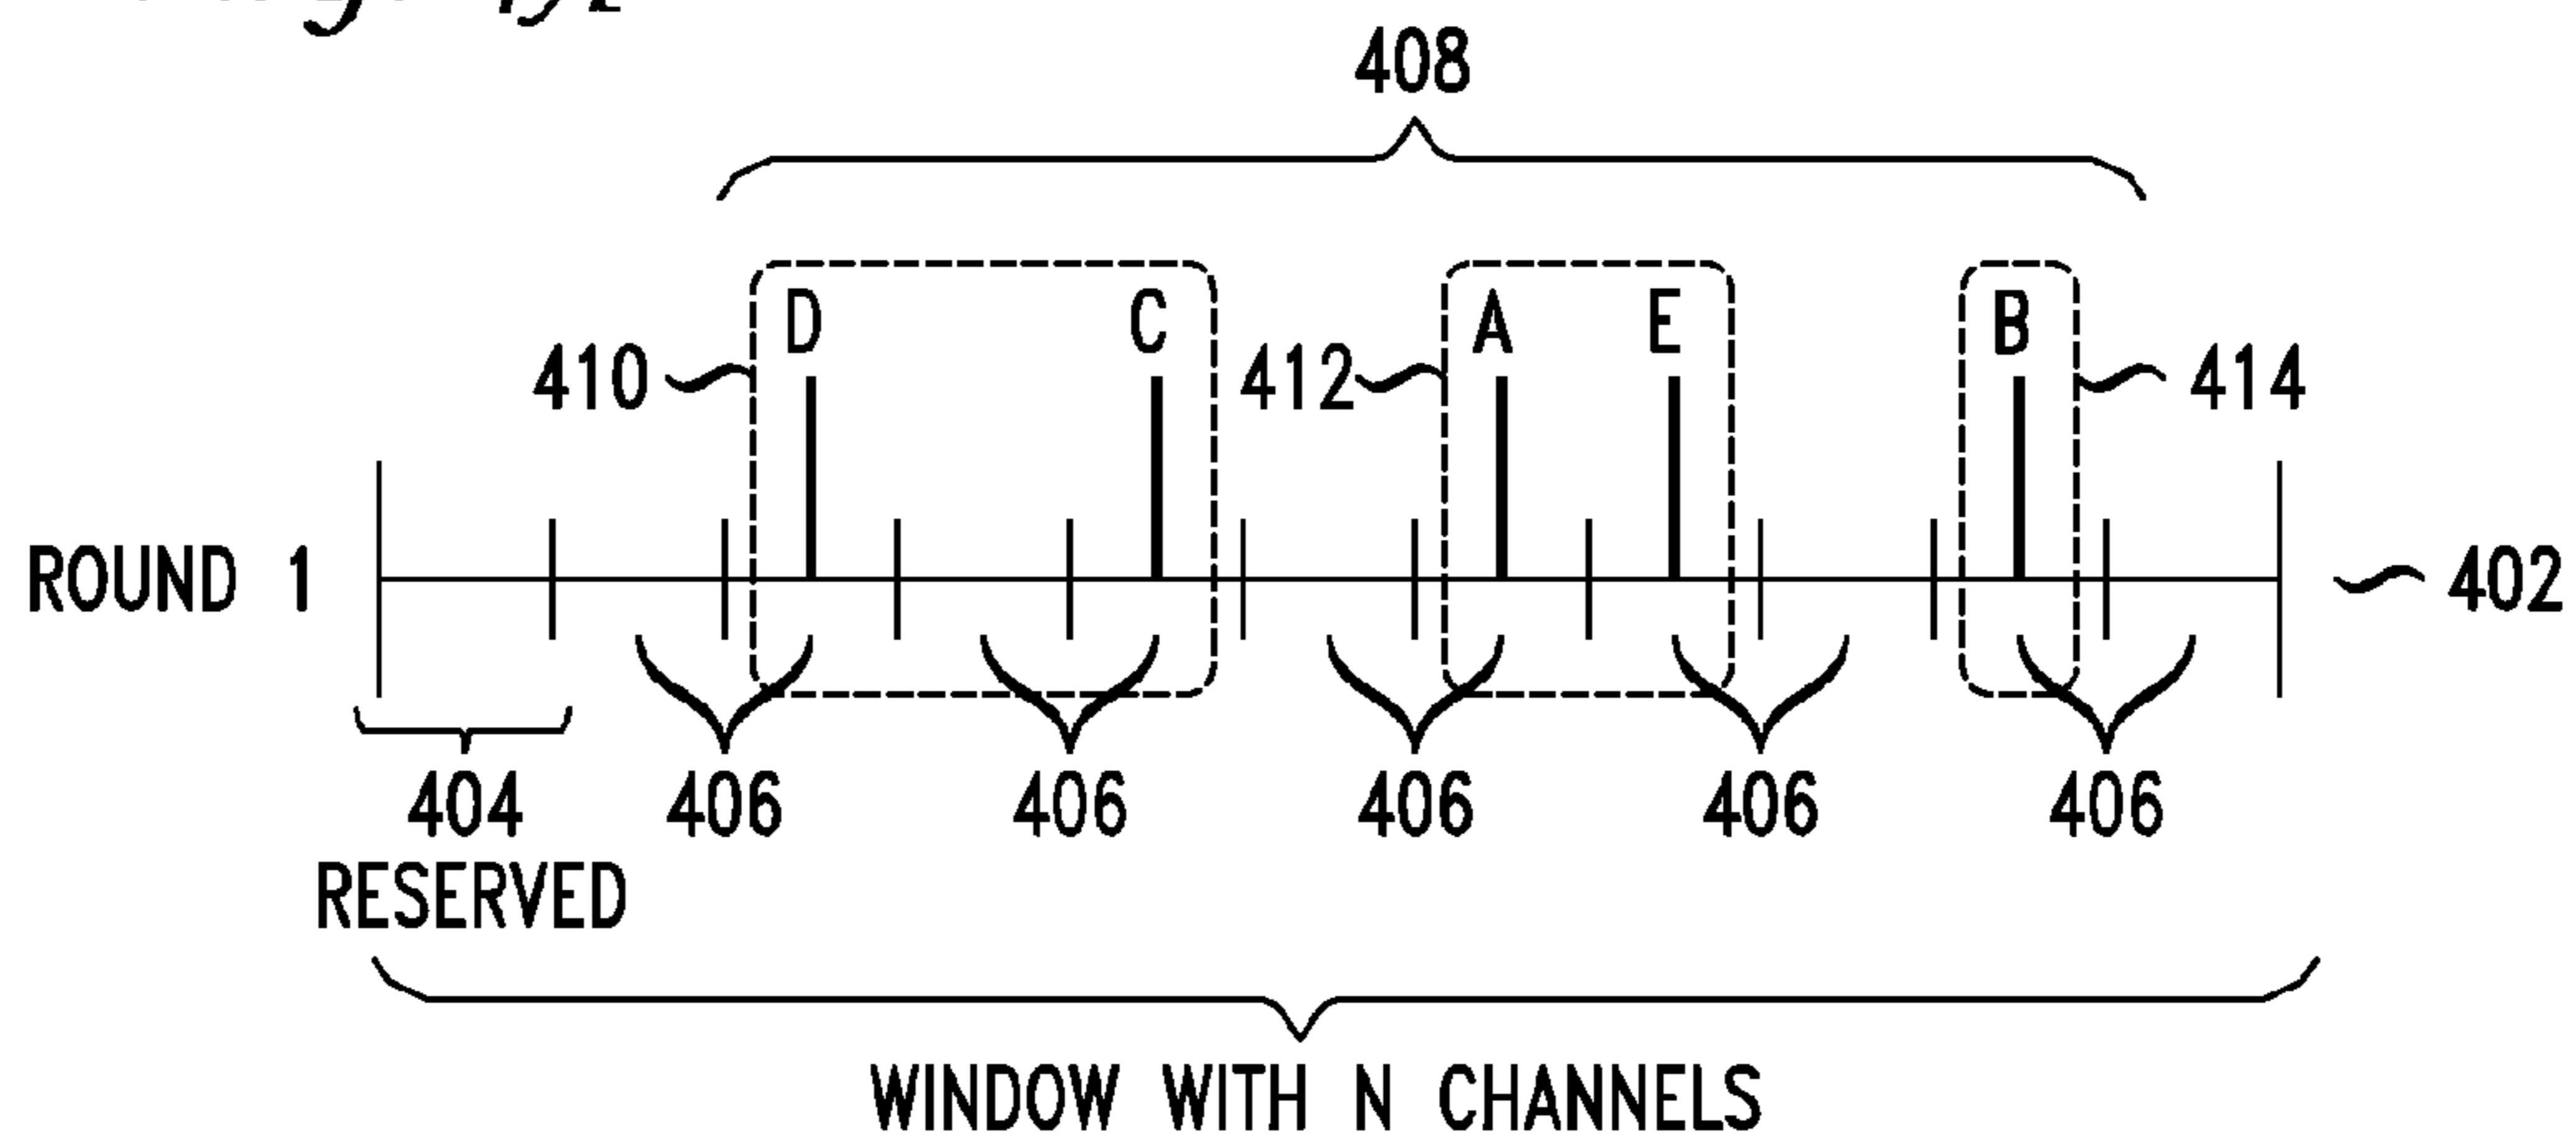 408
D C A E B
410 412 414
ROUND 1 402
404 406 406 406 406 406
RESERVED
WINDOW WITH N CHANNELS